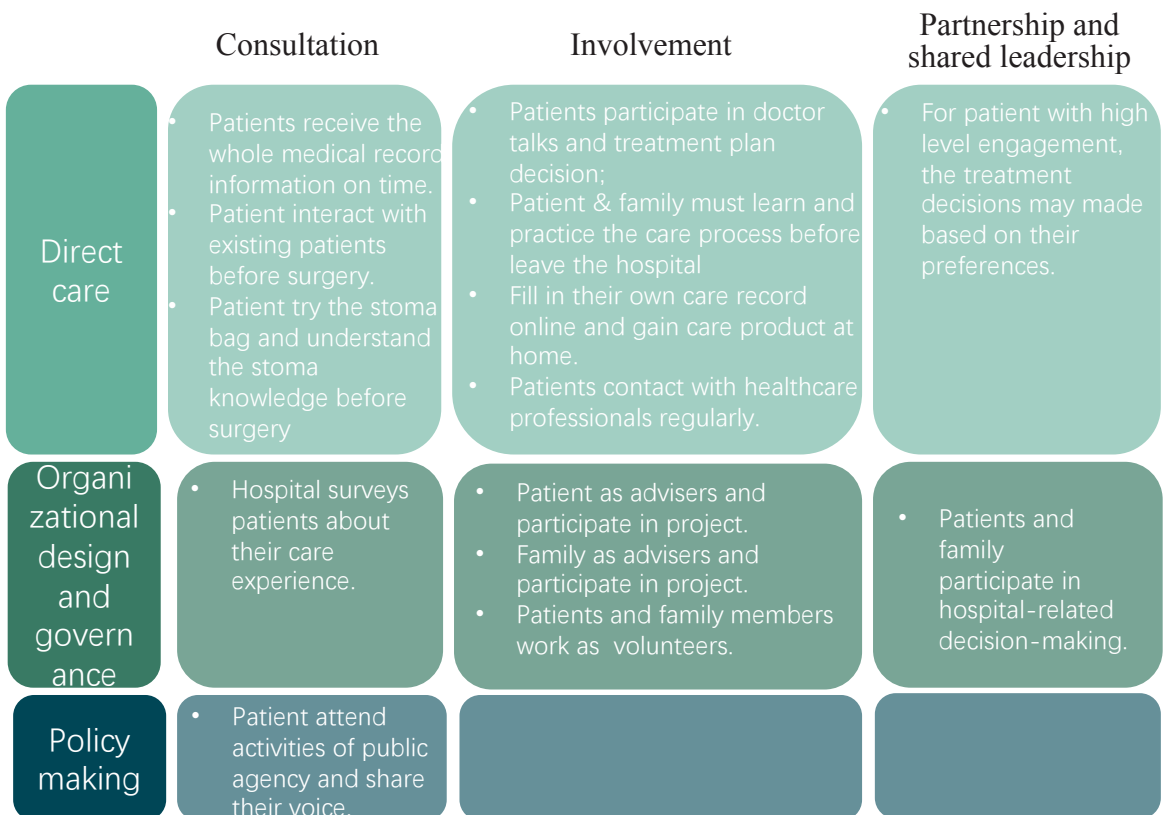 Consultation
Involvement
Partnership and
shared leadership
Direct
care
• Patients receive the
whole medical record
information on time.
• Patient interact with
existing patients
before surgery.
• Patient try the stoma
bag and understand
the stoma
knowledge before
surgery
• Patients participate in doctor
talks and treatment plan
decision;
• Patient & family must learn and
practice the care process before
leave the hospital
• Fill in their own care record
online and gain care product at
home.
• Patients contact with healthcare
professionals regularly.
• For patient with high
level engagement,
the treatment
decisions may made
based on their
preferences.
Organi
zational
design
and
govern
ance
• Hospital surveys
patients about
their care
experience.
• Patient as advisers and
participate in project.
• Family as advisers and
participate in project.
• Patients and family members
work as volunteers.
• Patients and
family
participate in
hospital-related
decision-making.
Policy
making
• Patient attend
activities of public
agency and share
their voice.